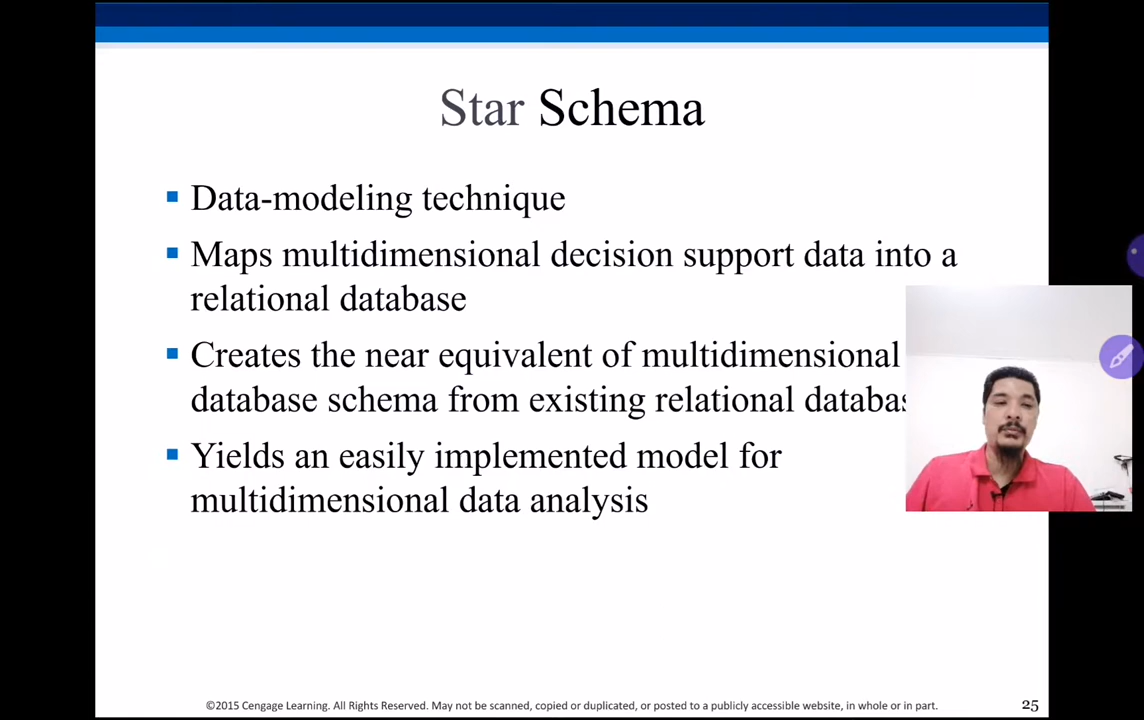 Star Schema
Data-modeling technique
Maps multidimensional decision support data into a
relational database
Creates the near equivalent of multidimensional
database schema from existing relational
Yields an easily implemented model for
multidimensional data analysis
©2015 Cengage Learning. All Rights Reserved. May not be scanned, copied or duplicated, or posted to a publicly accessible website, in whole or in part.
25